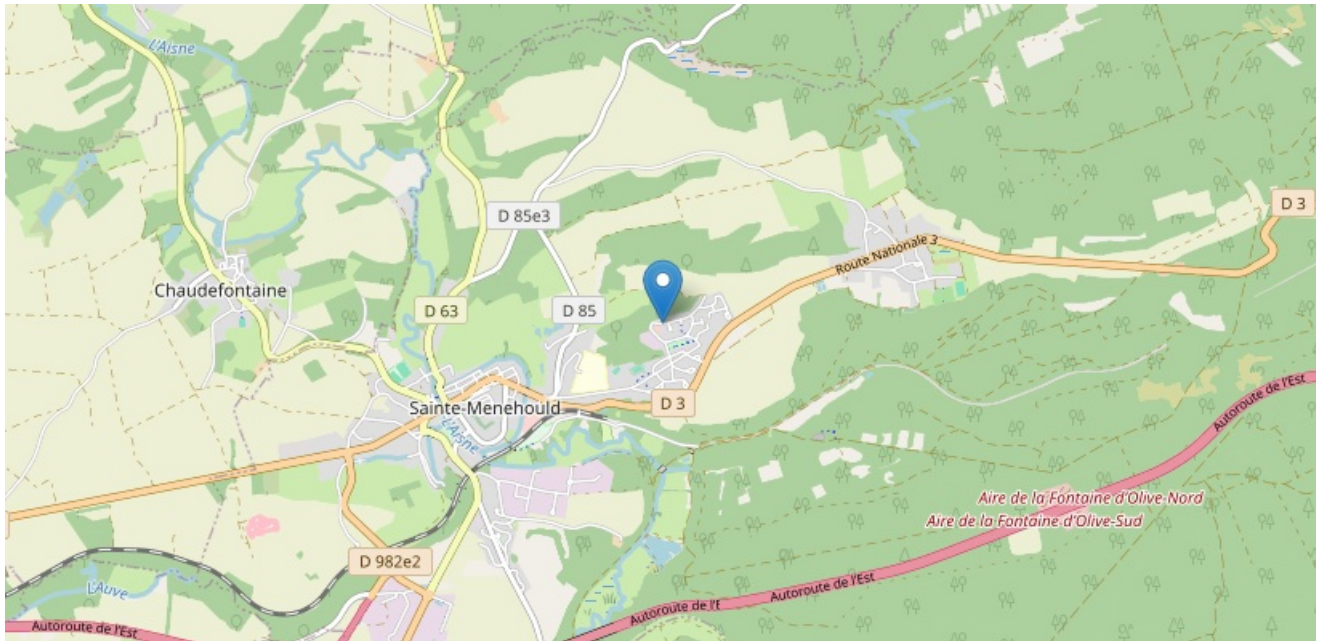 L'Aisne
D 85e3
D 3
Route Nationale 3
Chaudefontaine
D 63
D 85
Sainte-Menehould
D 3
L'Aisne
Autoroute de l'Est
Aire de la Fontaine d'Olive-Nord
Aire de la Fontaine d'Olive-Sud
D 982e2
L'Auve
Autoroute de l'Est
Autoroute de l'E
Autoroute de l'Est